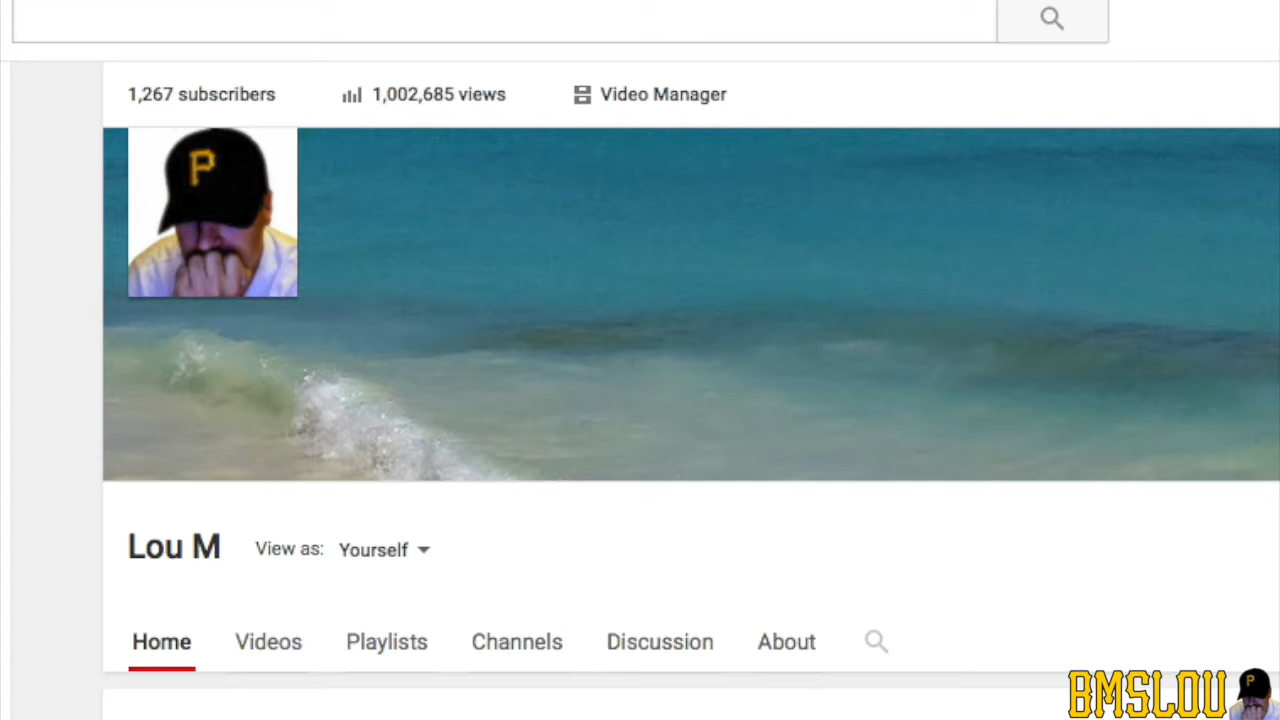 1,267 subscribers 1,002,685 views Video Manager
P
Lou M View as: Yourself
Home Videos Playlists Channels Discussion About
BMSLOU P